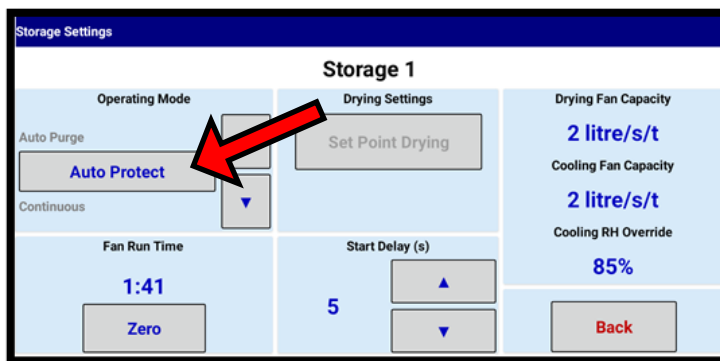 Storage Settings
Storage 1
Operating Mode
Auto Purge
Auto Protect
▼
Continuous
Drying Settings
Set Point Drying
Drying Fan Capacity
2 litre/s/t
Cooling Fan Capacity
2 litre/s/t
Cooling RH Override
85%
Fan Run Time
1:41
Zero
Start Delay (s)
5
▲
▼
Back